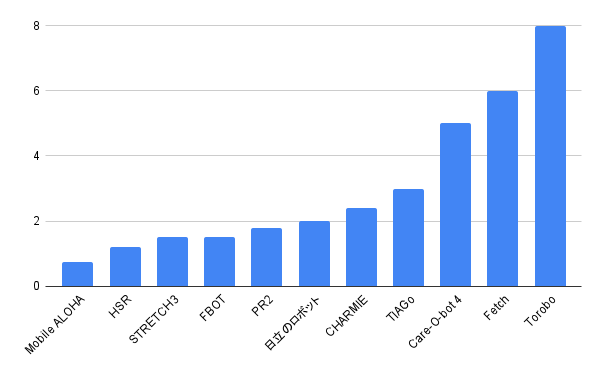 8
6
4
2
0
Mobile ALOHA
HSR
STRETCH3
FBOT
PR2
日立のロボット
CHARMIE
TIAGo
Care-O-bot 4
Fetch
Torobo